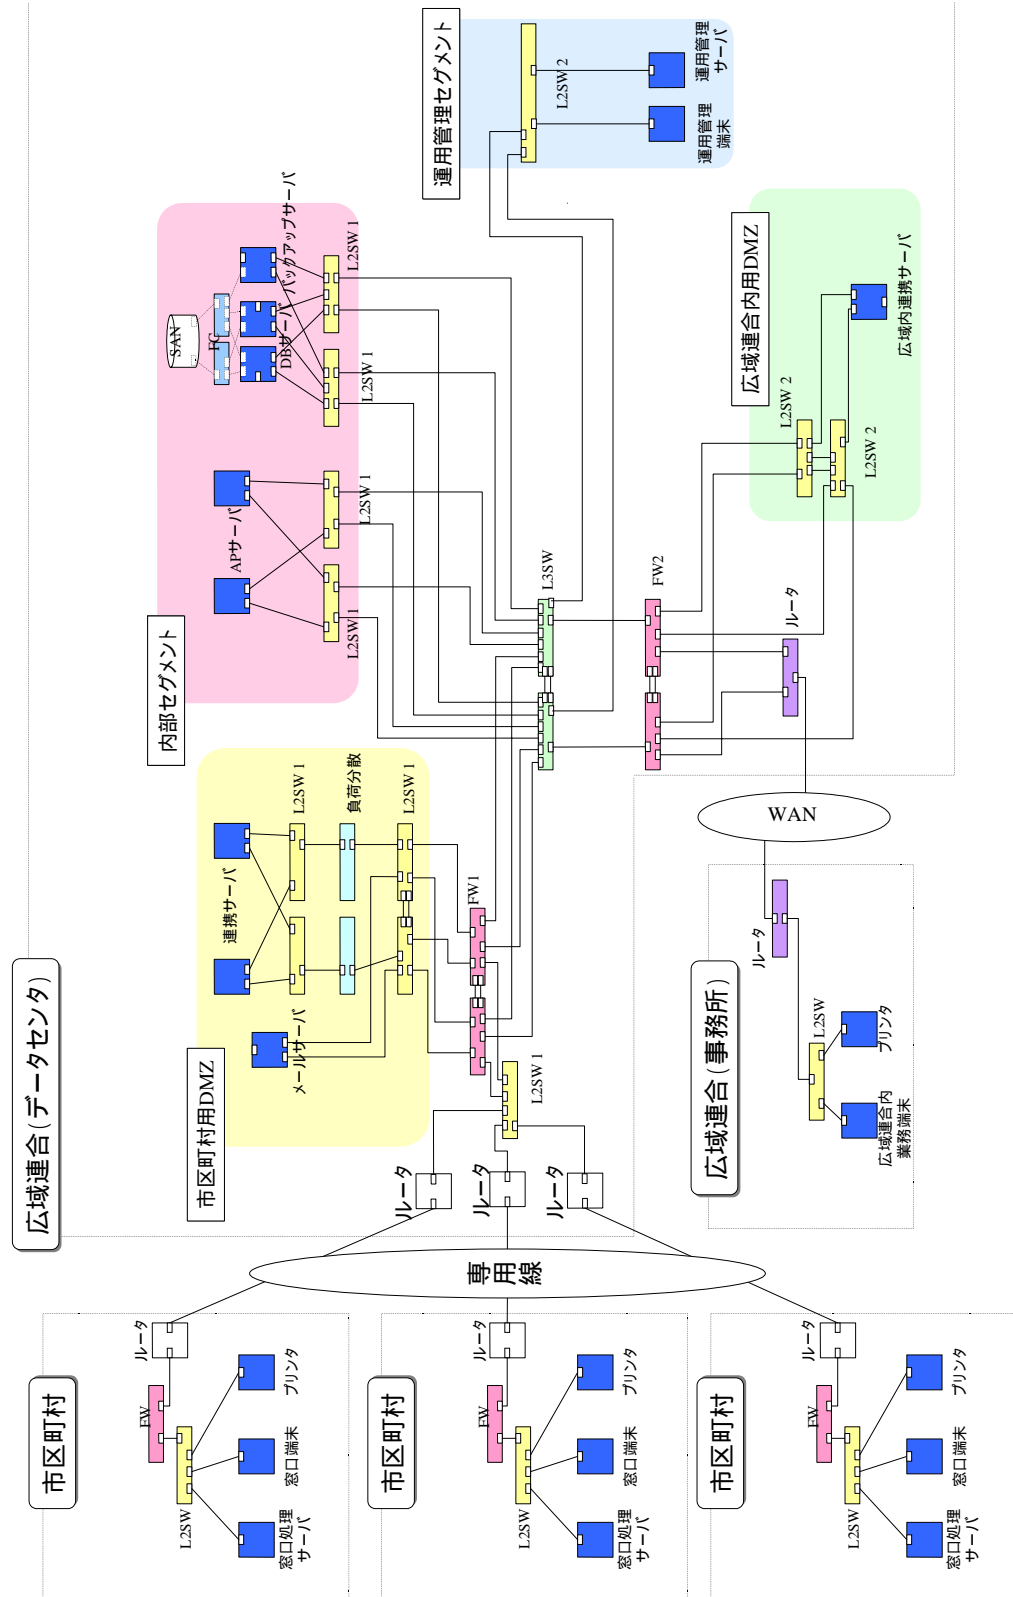 広域連合(データセンタ)
市区町村用DMZ
メールサーバ
連携サーバ
L2SW 1
負荷分散
L2SW 1
FW1
L2SW 1
ルータ
ルータ
ルータ
内部セグメント
APサーバ
L2SW 1
L2SW 1
SAN
FC
DBサーバ
バックアップサーバ
L2SW 1
L2SW 1
L3SW
FW2
運用管理セグメント
L2SW 2
運用管理
サーバ
運用管理
端末
広域連合内用DMZ
L2SW 2
L2SW 2
広域内連携サーバ
ルータ
WAN
広域連合(事務所)
ルータ
L2SW
プリンタ
広域連合内
業務端末
専用線
市区町村
ルータ
FW
L2SW
窓口処理
サーバ
窓口端末
プリンタ
市区町村
ルータ
FW
L2SW
窓口処理
サーバ
窓口端末
プリンタ
市区町村
ルータ
FW
L2SW
窓口処理
サーバ
窓口端末
プリンタ